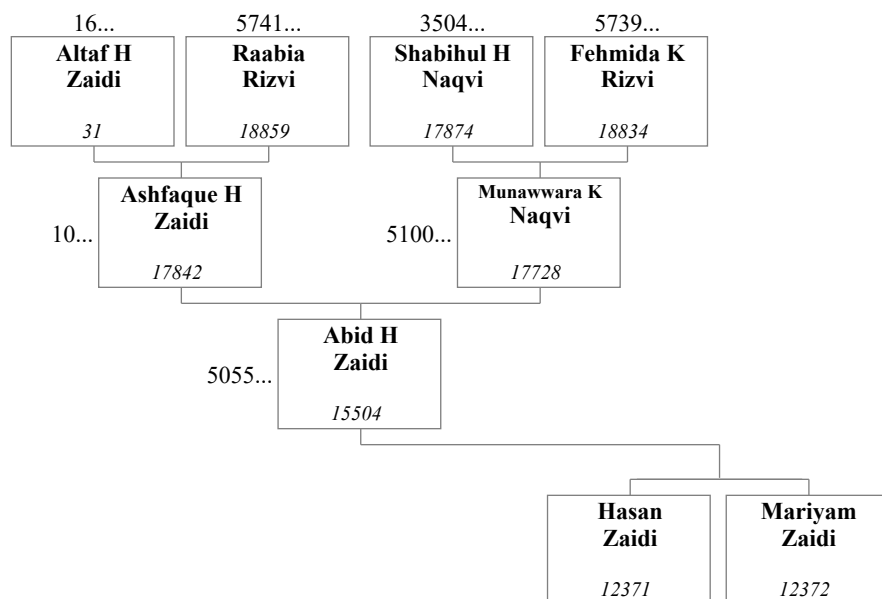 16... 5741... 3504... 5739...
Altaf H Raabia Shabihul H Fehmida K
Zaidi Rizvi Naqvi Rizvi
31 18859 17874 18834
Ashfaque H Munawwara K
Zaidi Naqvi
10... 5100...
17842 17728
Abid H
Zaidi
5055...
15504
Hasan Mariyam
Zaidi Zaidi
12371 12372